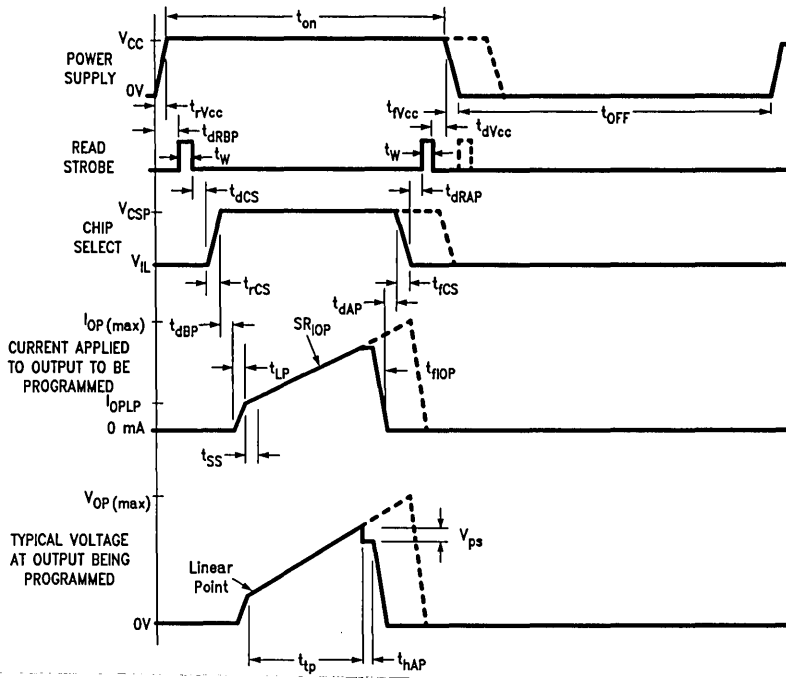 t_on
V_CC
POWER
SUPPLY
0V
t_rVcc
t_fVcc
t_OFF
t_dRBP
t_dVcc
READ
STROBE
t_W
t_W
t_dCS
t_dRAP
V_CSP
CHIP
SELECT
V_IL
t_rCS
t_fCS
t_dAP
I_OP(max)
t_dBP
SR_IOP
CURRENT APPLIED
TO OUTPUT TO BE
PROGRAMMED
t_LP
t_fIOP
I_OPLP
0 mA
t_SS
V_OP(max)
V_ps
TYPICAL VOLTAGE
AT OUTPUT BEING
PROGRAMMED
Linear
Point
0V
t_tp
t_hAP